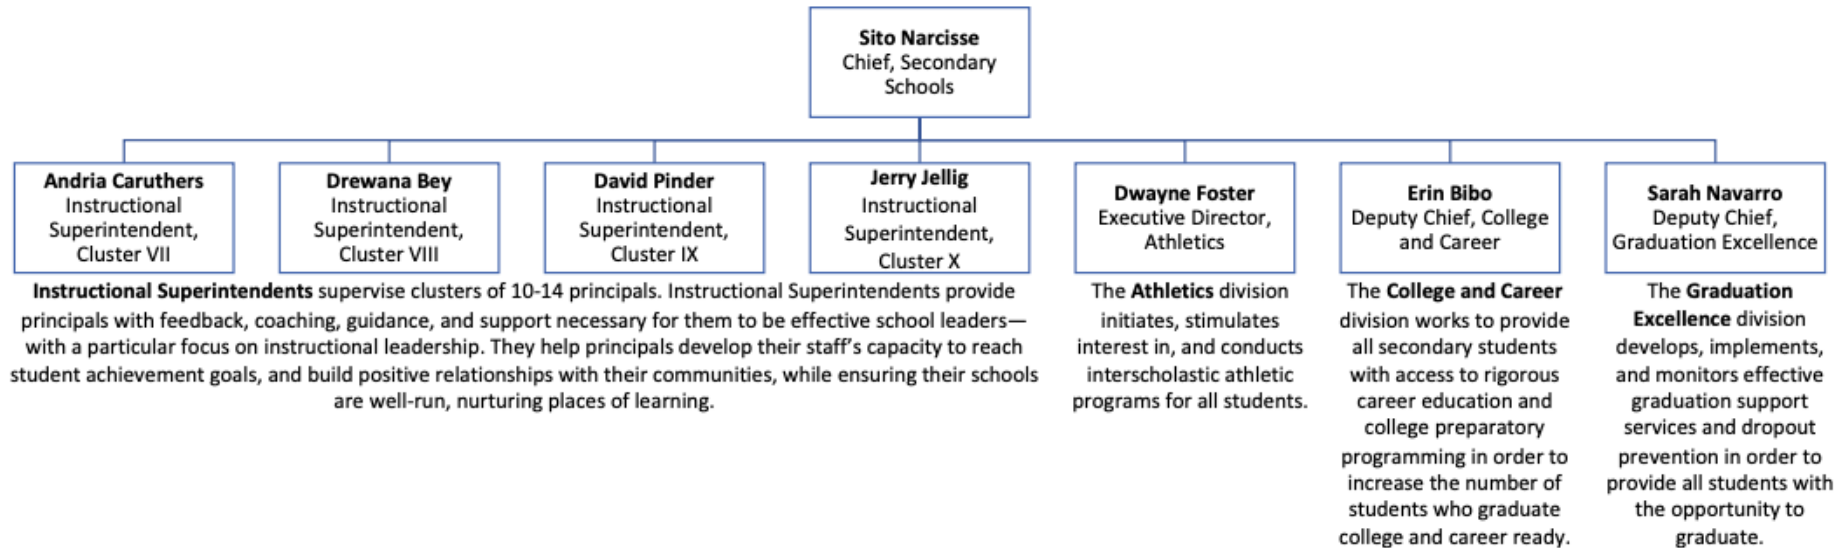 Sito Narcisse
Chief, Secondary
Schools
Andria Caruthers
Instructional
Superintendent,
Cluster VII
Drewana Bey
Instructional
Superintendent,
Cluster VIII
David Pinder
Instructional
Superintendent,
Cluster IX
Jerry Jellig
Instructional
Superintendent,
Cluster X
Dwayne Foster
Executive Director,
Athletics
Erin Bibo
Deputy Chief, College
and Career
Sarah Navarro
Deputy Chief,
Graduation Excellence
Instructional Superintendents supervise clusters of 10-14 principals. Instructional Superintendents provide
principals with feedback, coaching, guidance, and support necessary for them to be effective school leaders—
with a particular focus on instructional leadership. They help principals develop their staff’s capacity to reach
student achievement goals, and build positive relationships with their communities, while ensuring their schools
are well-run, nurturing places of learning.
The Athletics division
initiates, stimulates
interest in, and conducts
interscholastic athletic
programs for all students.
The College and Career
division works to provide
all secondary students
with access to rigorous
career education and
college preparatory
programming in order to
increase the number of
students who graduate
college and career ready.
The Graduation
Excellence division
develops, implements,
and monitors effective
graduation support
services and dropout
prevention in order to
provide all students with
the opportunity to
graduate.